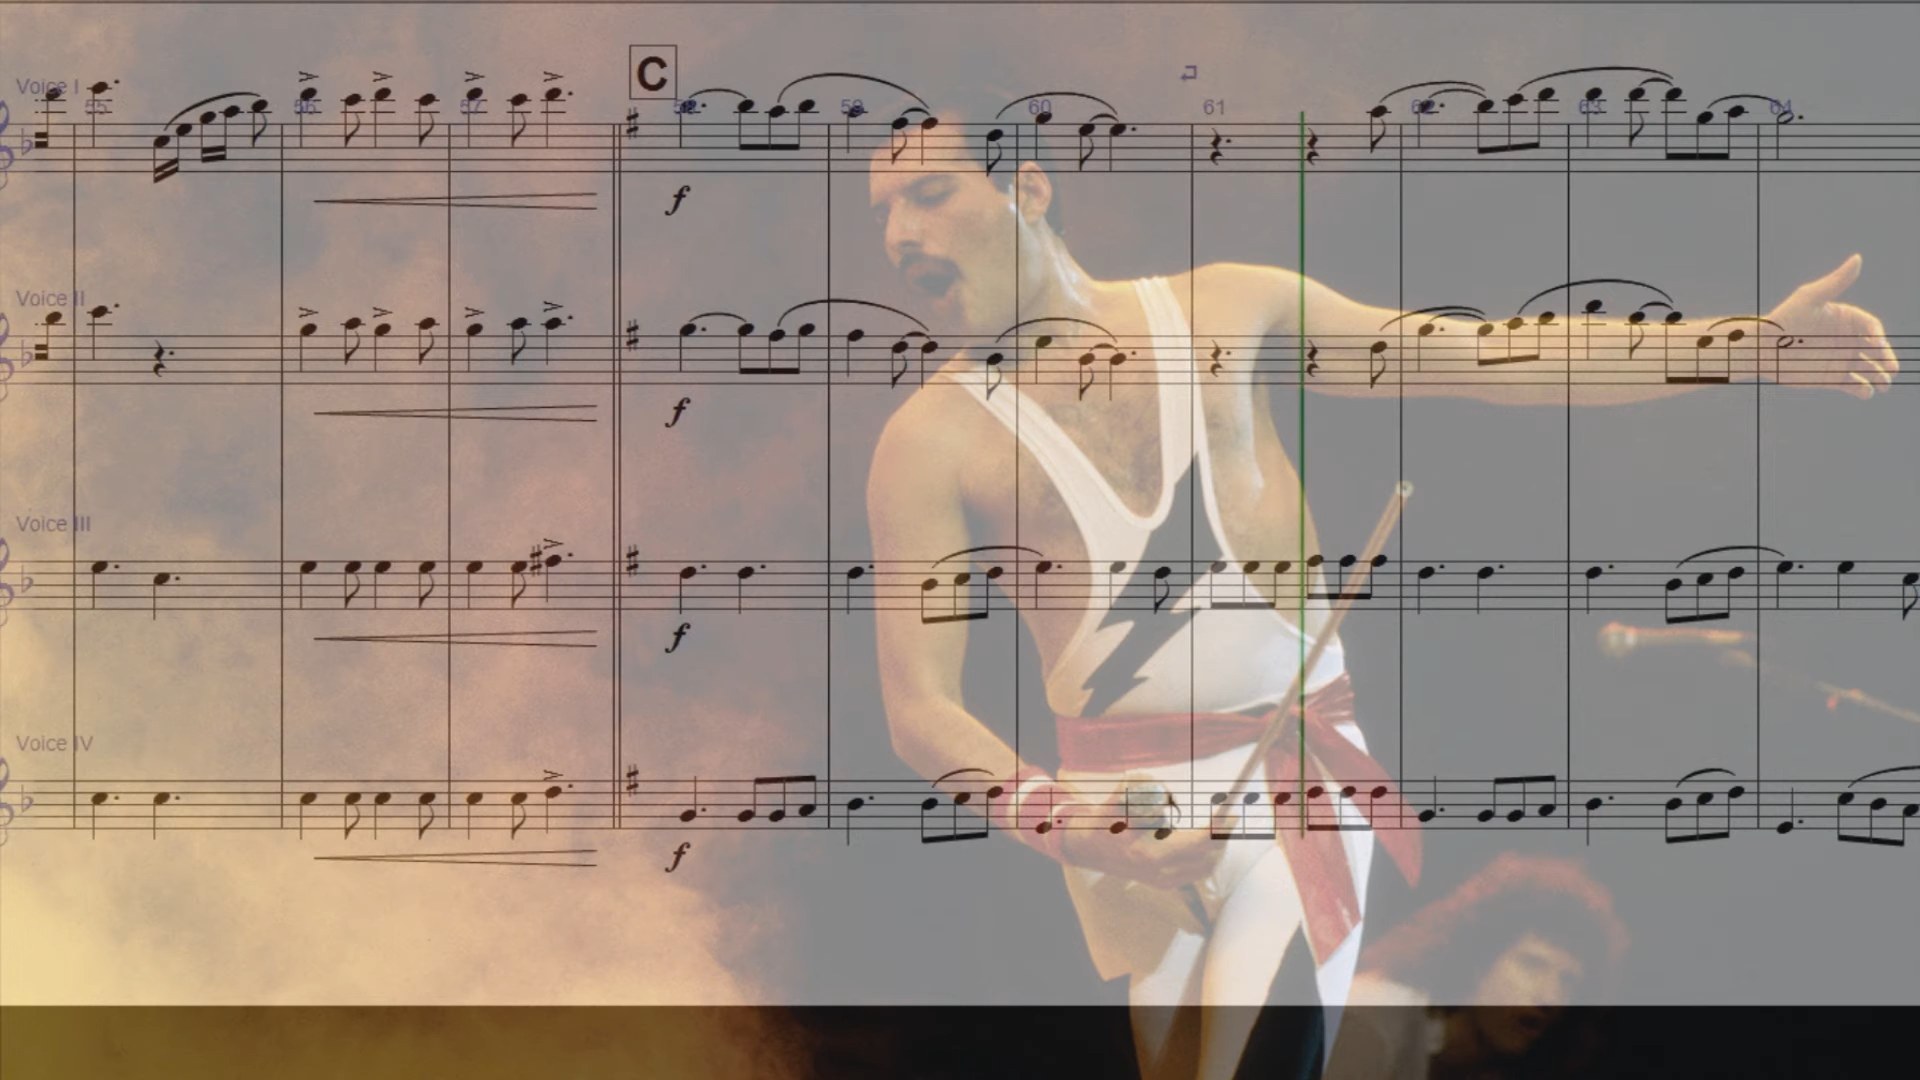 C
Voice I
55 56 57 58 59 60 61 62 63 64
f
Voice II
f
Voice III
f
Voice IV
f